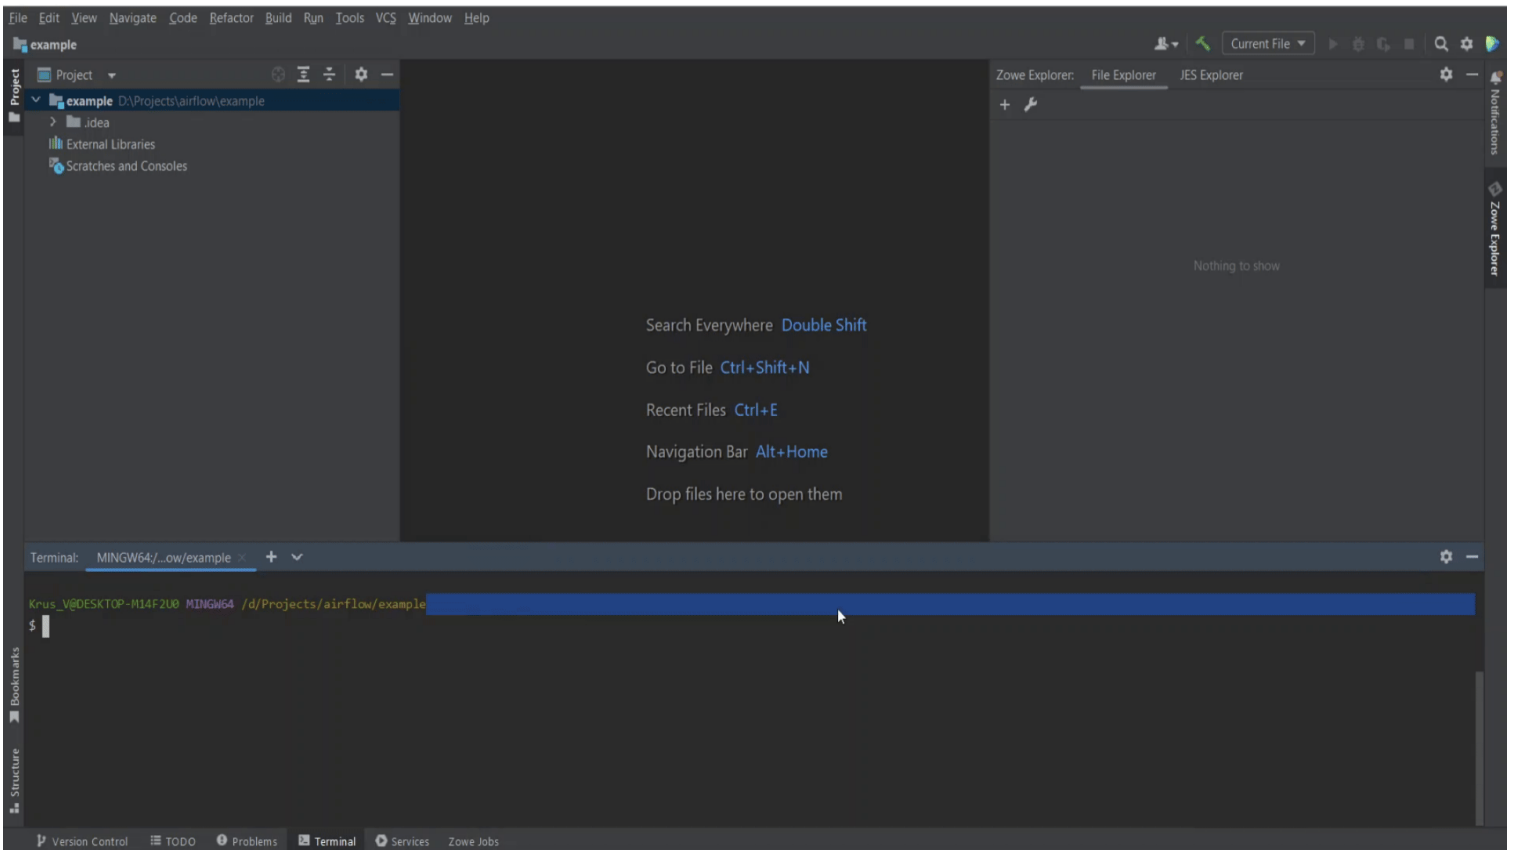 File Edit View Navigate Code Refactor Build Run Tools VCS Window Help
example
Current File
Project
Project
example D:\Projects\airflow\example
.idea
External Libraries
Scratches and Consoles
Search Everywhere Double Shift
Go to File Ctrl+Shift+N
Recent Files Ctrl+E
Navigation Bar Alt+Home
Drop files here to open them
Zowe Explorer: File Explorer JES Explorer
Nothing to show
Notifications
Zowe Explorer
Terminal: MINGW64:/...ow/example
Krus_V@DESKTOP-M14F2U0 MINGW64 /d/Projects/airflow/example
$
Bookmarks
Structure
Version Control TODO Problems Terminal Services Zowe Jobs